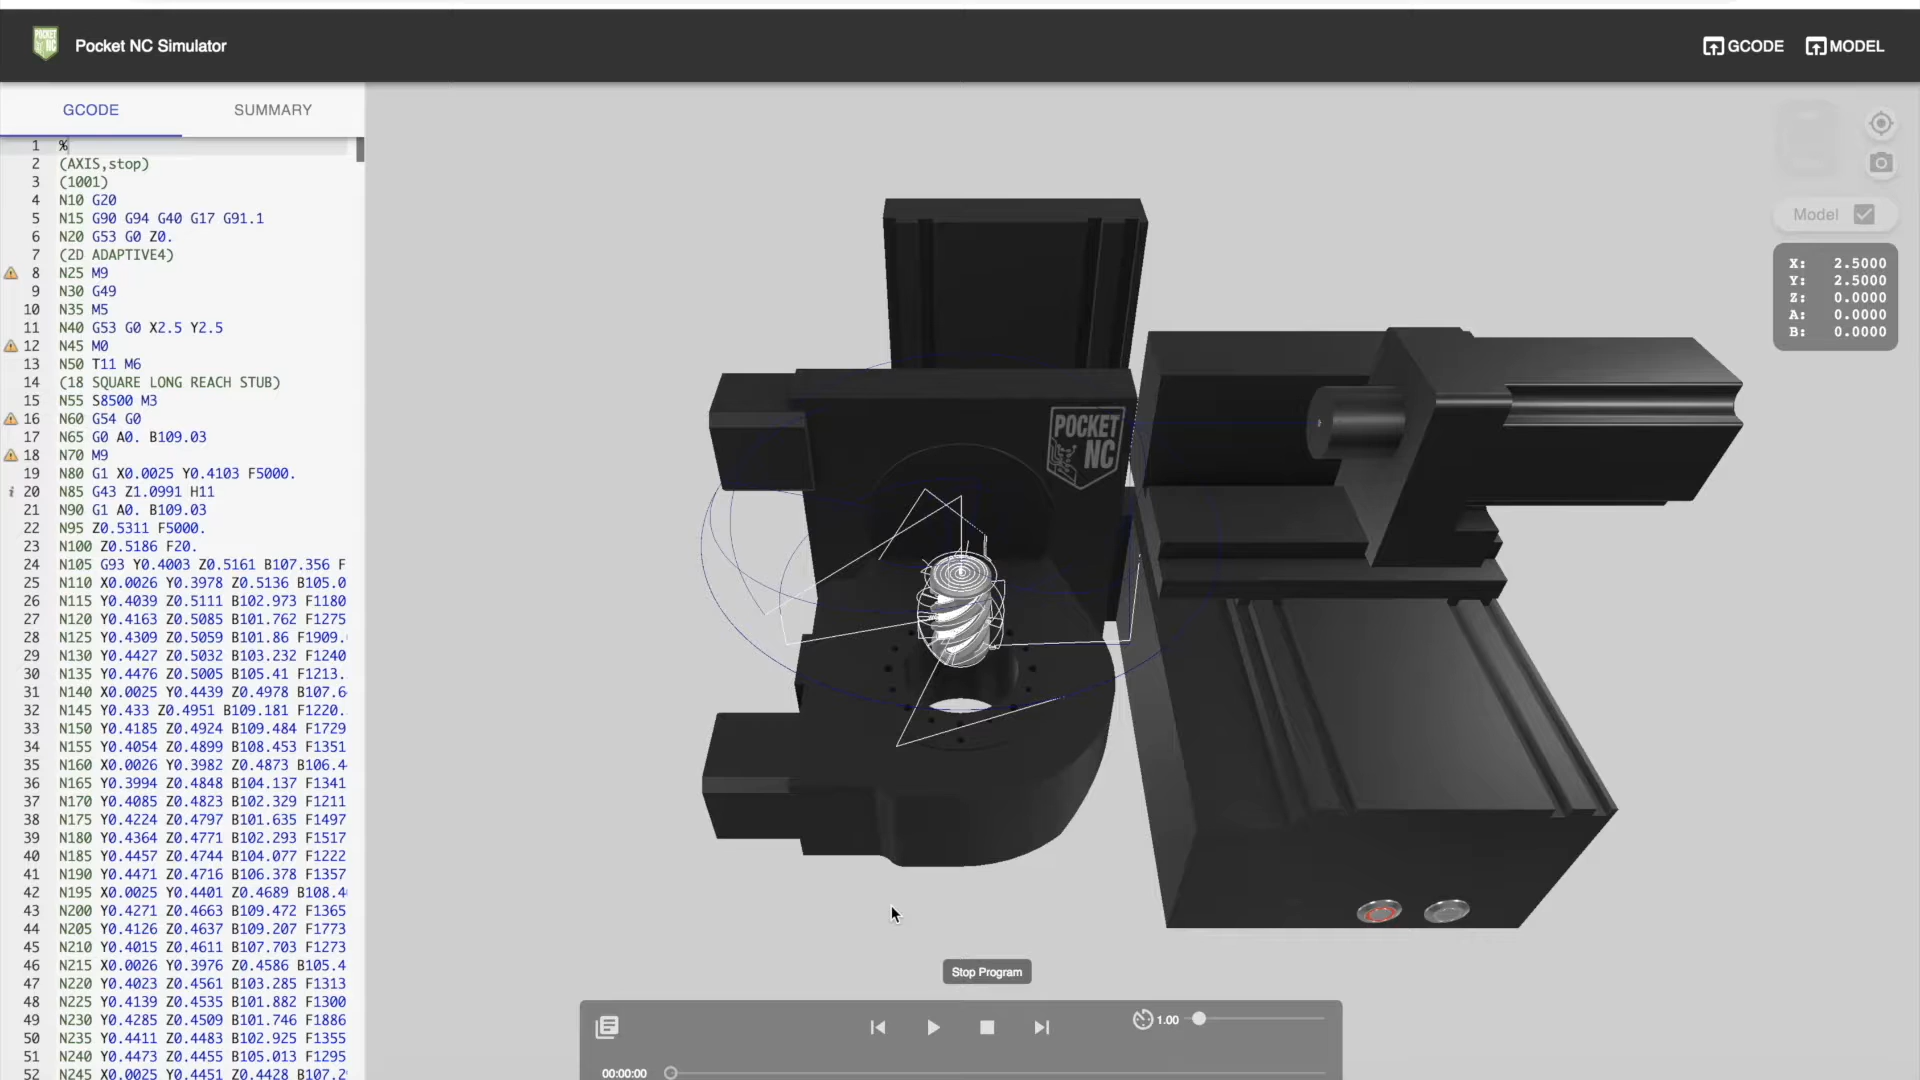 Pocket NC Simulator
GCODE
MODEL
GCODE
SUMMARY
1 %
2 (AXIS,stop)
3 (1001)
4 N10 G20
5 N15 G90 G94 G40 G17 G91.1
6 N20 G53 G0 Z0.
7 (2D ADAPTIVE4)
8 N25 M9
9 N30 G49
10 N35 M5
11 N40 G53 G0 X2.5 Y2.5
12 N45 M0
13 N50 T11 M6
14 (18 SQUARE LONG REACH STUB)
15 N55 S8500 M3
16 N60 G54 G0
17 N65 G0 A0. B109.03
18 N70 M9
19 N80 G1 X0.0025 Y0.4103 F5000.
20 N85 G43 Z1.0991 H11
21 N90 G1 A0. B109.03
22 N95 Z0.5311 F5000.
23 N100 Z0.5186 F20.
24 N105 G93 Y0.4003 Z0.5161 B107.356 F
25 N110 X0.0026 Y0.3978 Z0.5136 B105.0
26 N115 Y0.4039 Z0.5111 B102.973 F1180
27 N120 Y0.4163 Z0.5085 B101.762 F1275
28 N125 Y0.4309 Z0.5059 B101.86 F1909.
29 N130 Y0.4427 Z0.5032 B103.232 F1240
30 N135 Y0.4476 Z0.5005 B105.41 F1213.
31 N140 X0.0025 Y0.4439 Z0.4978 B107.6
32 N145 Y0.433 Z0.4951 B109.181 F1220.
33 N150 Y0.4185 Z0.4924 B109.484 F1729
34 N155 Y0.4054 Z0.4899 B108.453 F1351
35 N160 X0.0026 Y0.3982 Z0.4873 B106.4
36 N165 Y0.3994 Z0.4848 B104.137 F1341
37 N170 Y0.4085 Z0.4823 B102.329 F1211
38 N175 Y0.4224 Z0.4797 B101.635 F1497
39 N180 Y0.4364 Z0.4771 B102.293 F1517
40 N185 Y0.4457 Z0.4744 B104.077 F1222
41 N190 Y0.4471 Z0.4716 B106.378 F1357
42 N195 X0.0025 Y0.4401 Z0.4689 B108.4
43 N200 Y0.4271 Z0.4663 B109.472 F1365
44 N205 Y0.4126 Z0.4637 B109.207 F1773
45 N210 Y0.4015 Z0.4611 B107.703 F1273
46 N215 X0.0026 Y0.3976 Z0.4586 B105.4
47 N220 Y0.4023 Z0.4561 B103.285 F1313
48 N225 Y0.4139 Z0.4535 B101.882 F1300
49 N230 Y0.4285 Z0.4509 B101.746 F1886
50 N235 Y0.4411 Z0.4483 B102.925 F1355
51 N240 Y0.4473 Z0.4455 B105.013 F1295
52 N245 X0.0025 Y0.4451 Z0.4428 B107.2
POCKET
NC
Model
X: 2.5000
Y: 2.5000
Z: 0.0000
A: 0.0000
B: 0.0000
Stop Program
1.00
00:00:00